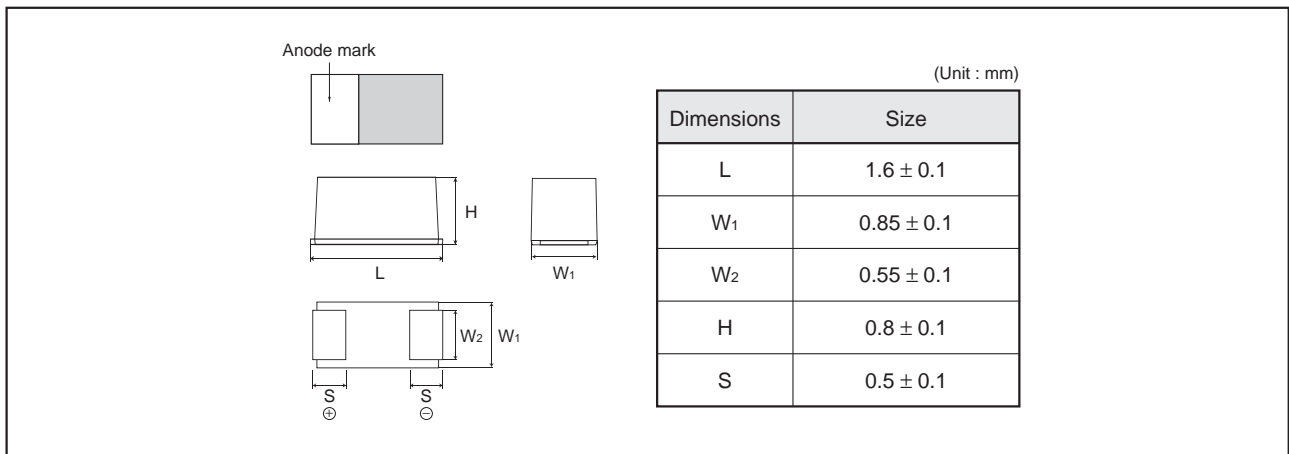 Anode mark
H
L
W1
W2 W1
S S
⊕ ⊖
(Unit : mm)
Dimensions Size
L 1.6 ± 0.1
W1 0.85 ± 0.1
W2 0.55 ± 0.1
H 0.8 ± 0.1
S 0.5 ± 0.1